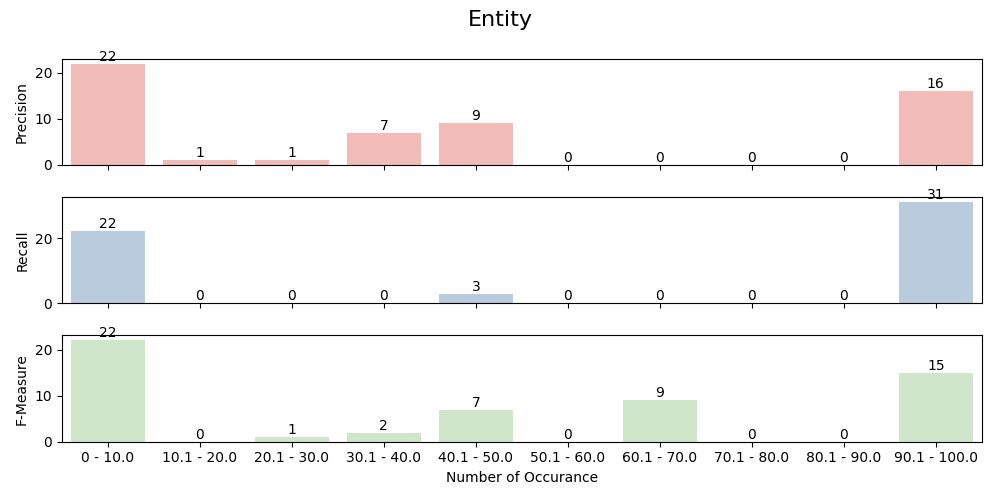 Entity
Precision
20
10
0
22
1
1
7
9
0
0
0
0
16
Recall
20
0
22
0
0
0
3
0
0
0
0
31
F-Measure
20
10
0
22
0
1
2
7
0
9
0
0
15
0 - 10.0
10.1 - 20.0
20.1 - 30.0
30.1 - 40.0
40.1 - 50.0
50.1 - 60.0
60.1 - 70.0
70.1 - 80.0
80.1 - 90.0
90.1 - 100.0
Number of Occurance